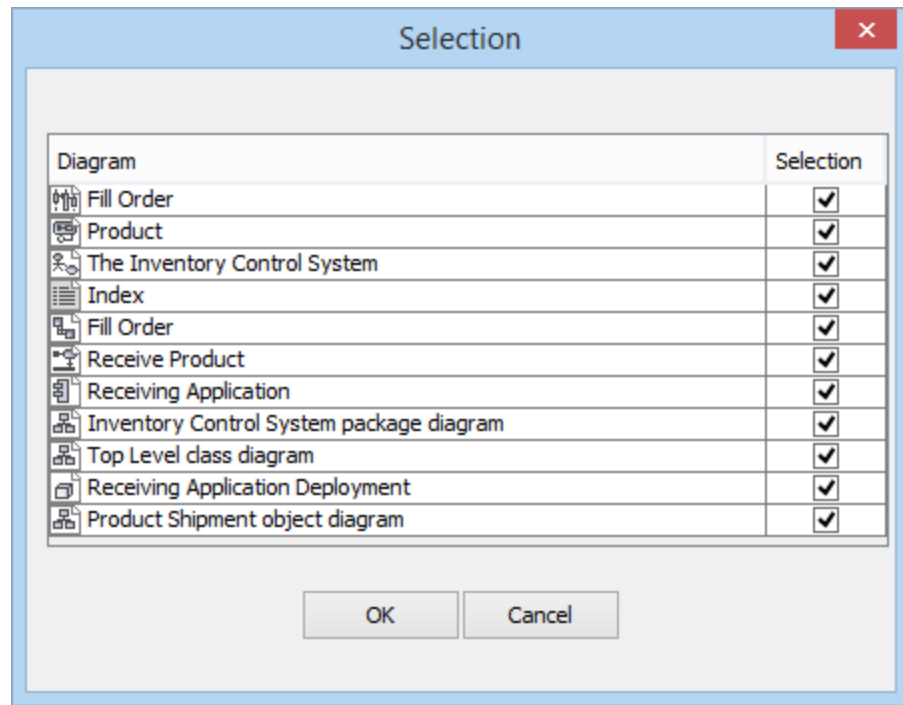 Selection
Diagram Selection
Fill Order
Product
The Inventory Control System
Index
Fill Order
Receive Product
Receiving Application
Inventory Control System package diagram
Top Level class diagram
Receiving Application Deployment
Product Shipment object diagram
OK Cancel